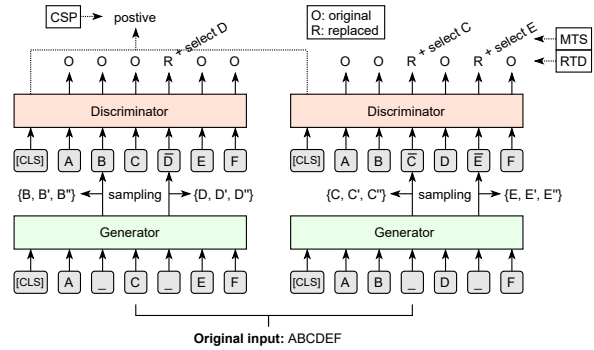 CSP postive + select D O: original + select C + select E MTS
R: replaced
O O O R O O O O R O R O RTD
Discriminator Discriminator
[CLS] A B C D̅ E F [CLS] A B C̅ D E̅ F
{B, B', B"} sampling {D, D', D"} {C, C', C"} sampling {E, E', E"}
Generator Generator
[CLS] A _ C _ E F [CLS] A B _ D _ F
Original input: ABCDEF